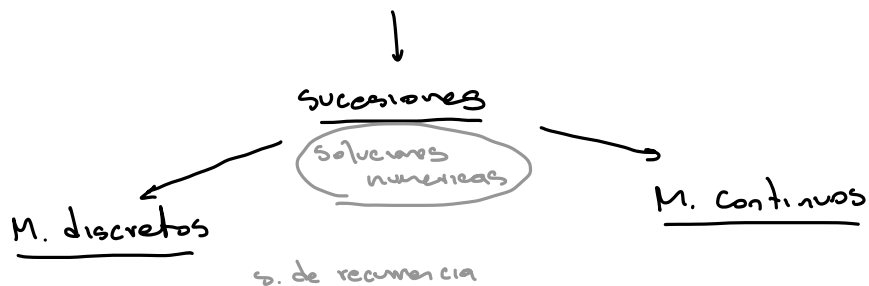 sucesiones
soluciones
numericas
M. discretos
M. continuos
s. de recurrencia